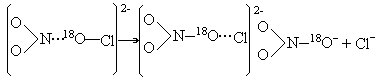 O O N···¹⁸O—Cl 2- → O O N—¹⁸O···Cl 2- O O N—¹⁸O⁻ + Cl⁻